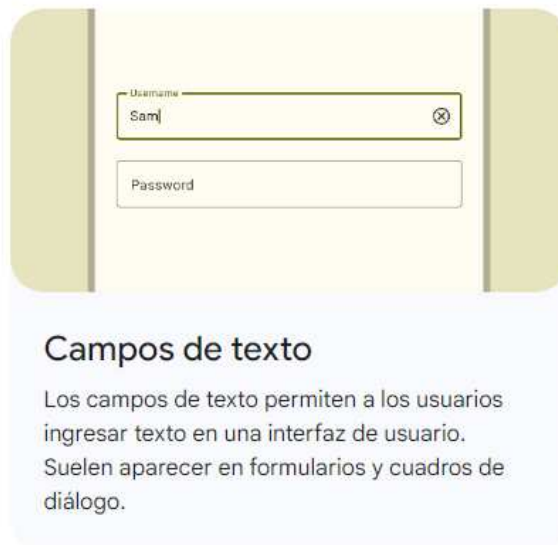 Username
Sam
Password
Campos de texto
Los campos de texto permiten a los usuarios
ingresar texto en una interfaz de usuario.
Suelen aparecer en formularios y cuadros de
diálogo.